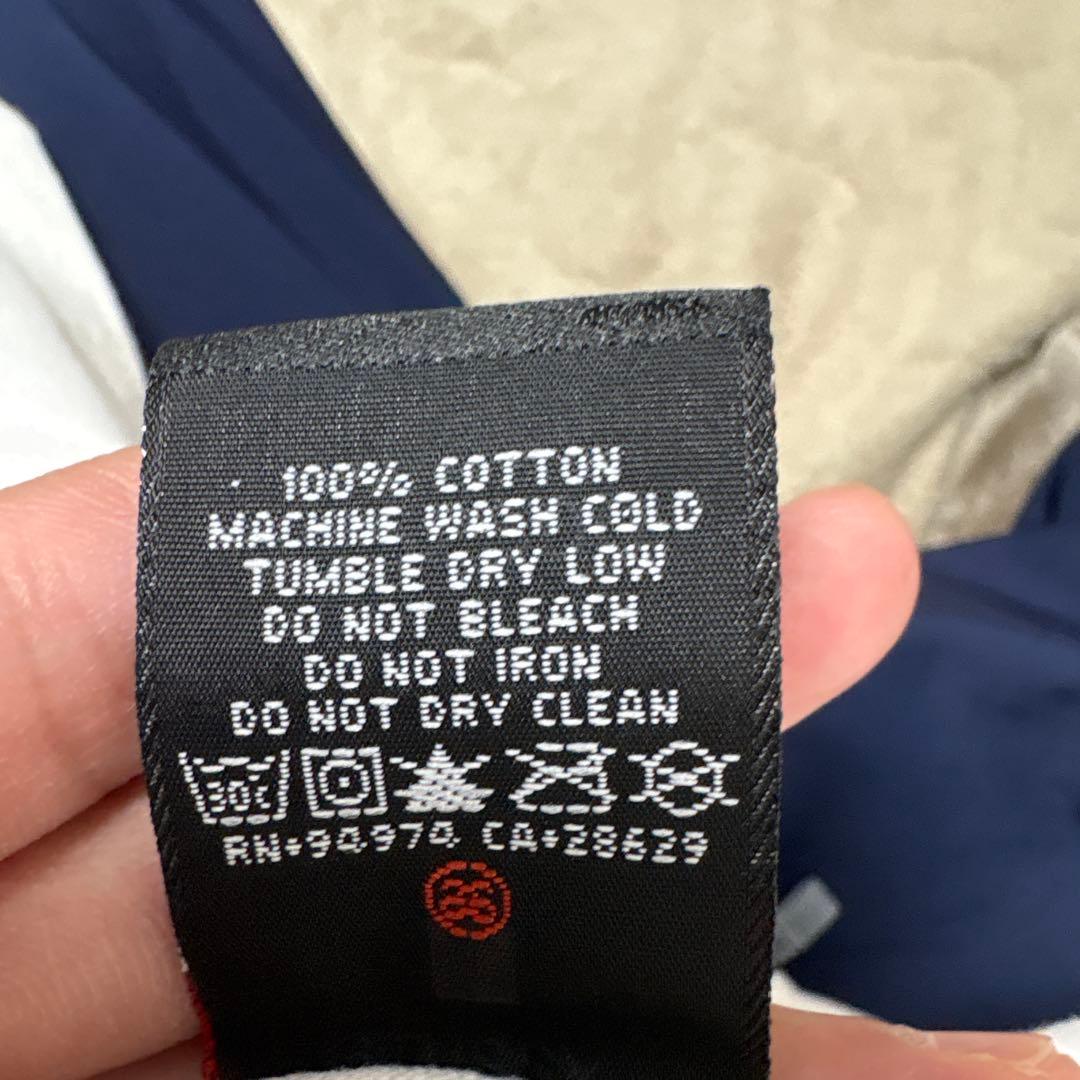 100% COTTON
MACHINE WASH COLD
TUMBLE DRY LOW
DO NOT BLEACH
DO NOT IRON
DO NOT DRY CLEAN
30c
RN+94974 CA+28629